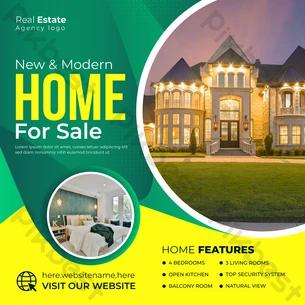 Real Estate
Agency logo
New & Modern
HOME
For Sale
HOME FEATURES
• 4 BEDROOMS
• 3 LIVING ROOMS
• OPEN KITCHEN
• TOP SECURITY SYSTEM
• BALCONY ROOM
• NATURAL VIEW
here.websitename,here
VISIT OUR WEBSITE
pikbest